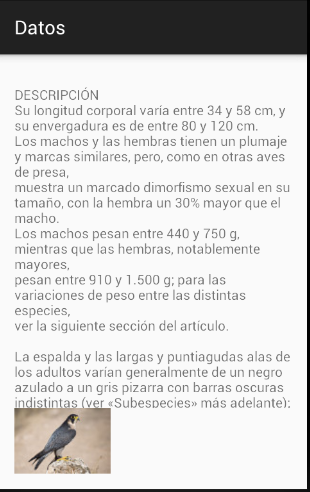 Datos
DESCRIPCIÓN
Su longitud corporal varía entre 34 y 58 cm, y
su envergadura es de entre 80 y 120 cm.
Los machos y las hembras tienen un plumaje
y marcas similares, pero, como en otras aves
de presa,
muestra un marcado dimorfismo sexual en su
tamaño, con la hembra un 30% mayor que el
macho.
Los machos pesan entre 440 y 750 g,
mientras que las hembras, notablemente
mayores,
pesan entre 910 y 1.500 g; para las
variaciones de peso entre las distintas
especies,
ver la siguiente sección del artículo.
La espalda y las largas y puntiagudas alas de
los adultos varían generalmente de un negro
azulado a un gris pizarra con barras oscuras
indistintas (ver «Subespecies» más adelante);